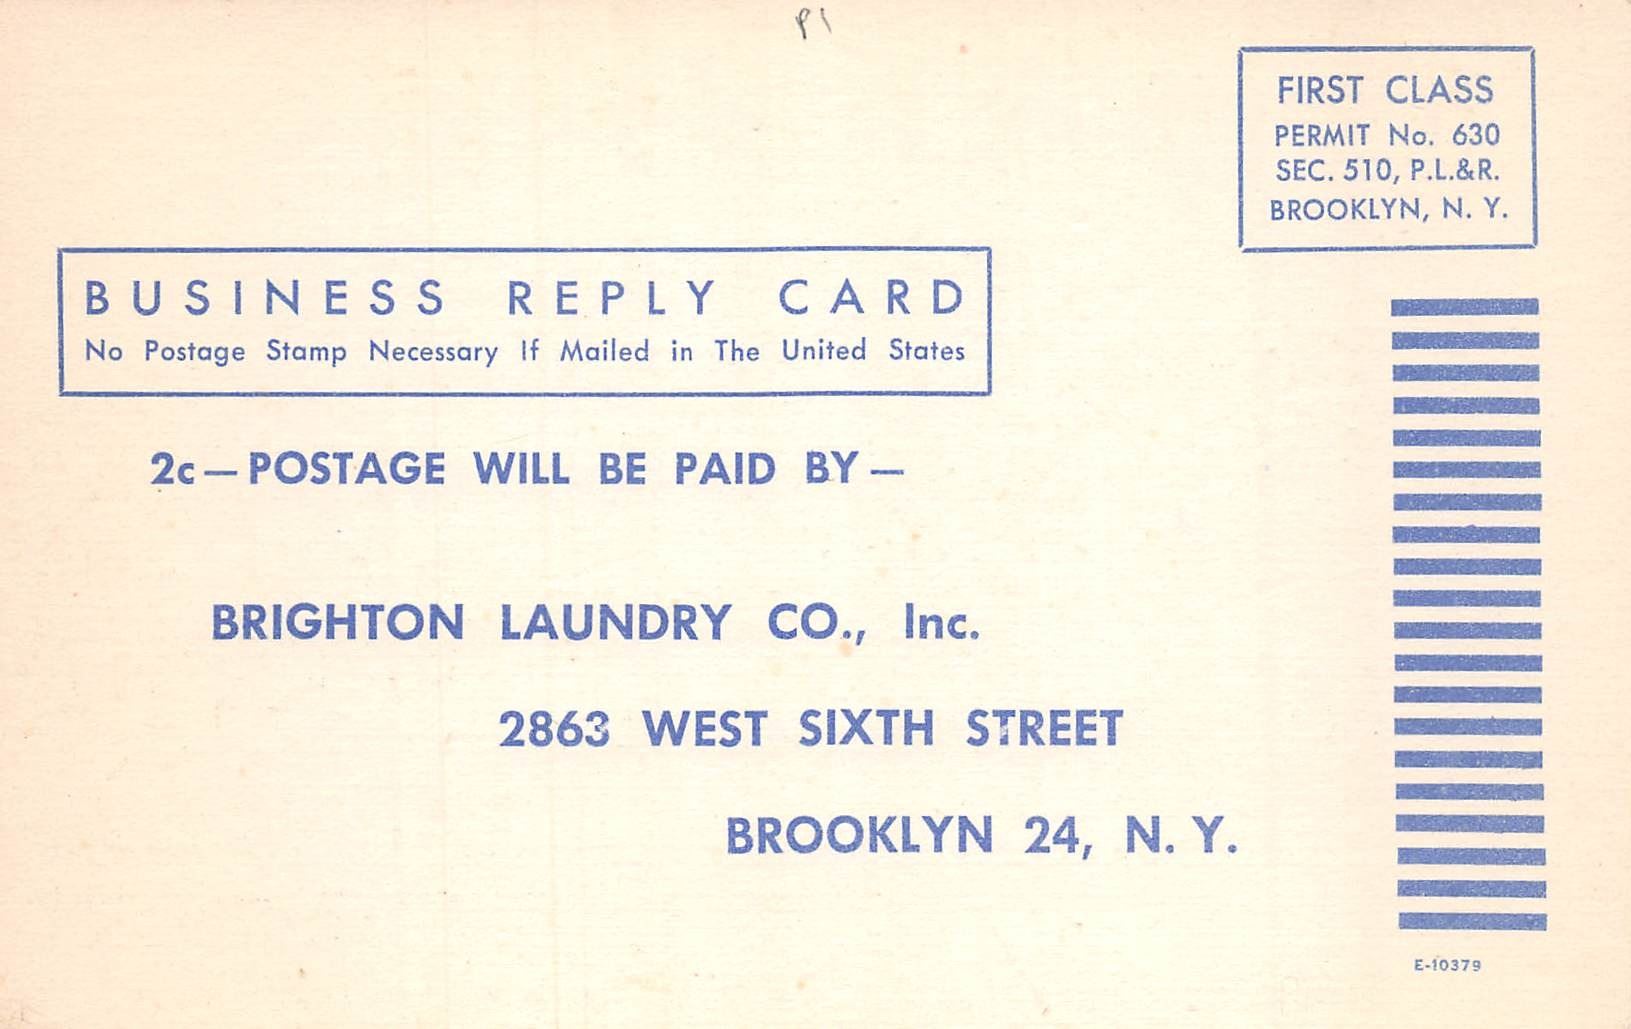 P1
FIRST CLASS
PERMIT No. 630
SEC. 510, P.L.&R.
BROOKLYN, N. Y.
BUSINESS REPLY CARD
No Postage Stamp Necessary If Mailed in The United States
2c—POSTAGE WILL BE PAID BY—
BRIGHTON LAUNDRY CO., Inc.
2863 WEST SIXTH STREET
BROOKLYN 24, N. Y.
E-10379